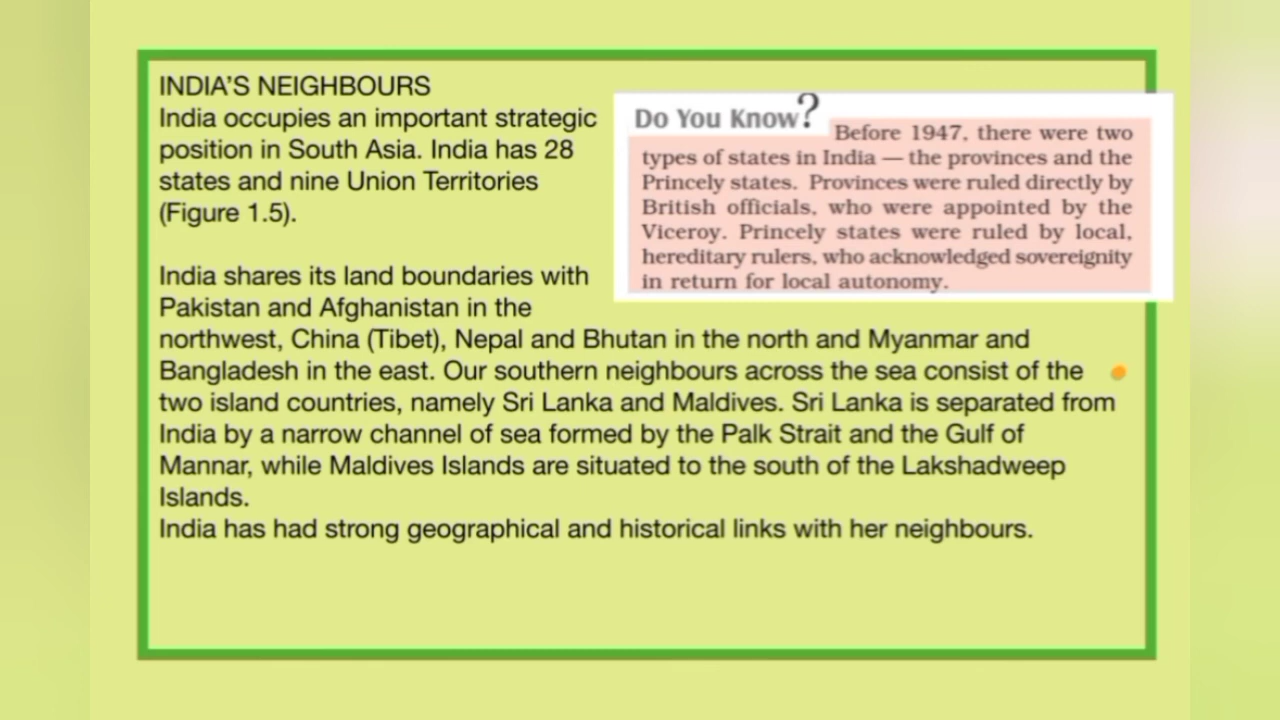 INDIA'S NEIGHBOURS
India occupies an important strategic
position in South Asia. India has 28
states and nine Union Territories
(Figure 1.5).
India shares its land boundaries with
Pakistan and Afghanistan in the
northwest, China (Tibet), Nepal and Bhutan in the north and Myanmar and
Bangladesh in the east. Our southern neighbours across the sea consist of the
two island countries, namely Sri Lanka and Maldives. Sri Lanka is separated from
India by a narrow channel of sea formed by the Palk Strait and the Gulf of
Mannar, while Maldives Islands are situated to the south of the Lakshadweep
Islands.
India has had strong geographical and historical links with her neighbours.
Do You Know?
Before 1947, there were two
types of states in India — the provinces and the
Princely states. Provinces were ruled directly by
British officials, who were appointed by the
Viceroy. Princely states were ruled by local,
hereditary rulers, who acknowledged sovereignity
in return for local autonomy.